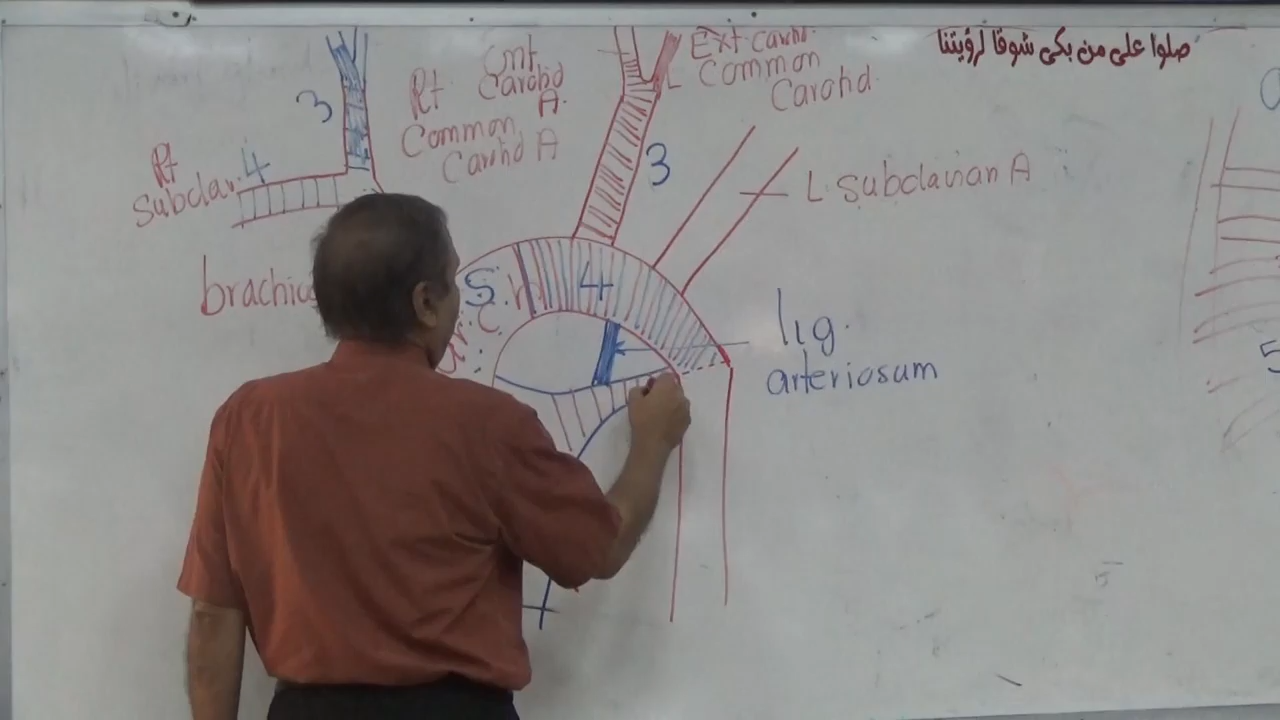 صلوا على من بكى شوقا لرؤيتنا
3
Rt
Subclav. 4
Rt
Common
Carotid A
Int
Carotid
A.
Ext. Carotid.
L Common
Carotid
3
L. Subclavian A
S.
4
lig.
arteriosum
5